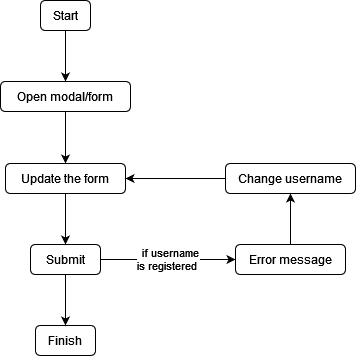 Start
Open modal/form
Update the form
Change username
Submit
if username
is registered
Error message
Finish